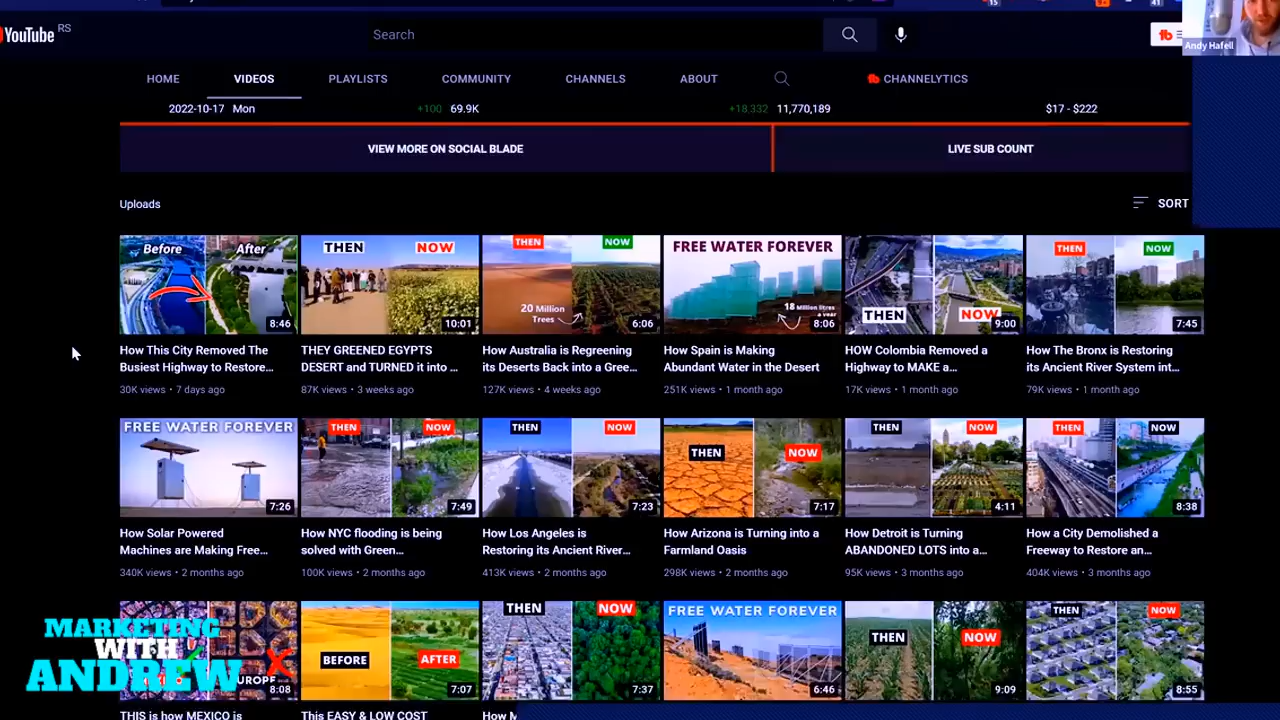 YouTube RS
Search
Andy Hafell
HOME VIDEOS PLAYLISTS COMMUNITY CHANNELS ABOUT CHANNELYTICS
2022-10-17 Mon +100 69.9K +18,332 11,770,189 $17 - $222
VIEW MORE ON SOCIAL BLADE LIVE SUB COUNT
Uploads SORT
Before After 8:46
THEN NOW 10:01
THEN NOW 20 Million Trees 6:06
FREE WATER FOREVER 18 Million litres a year 8:06
THEN NOW 9:00
THEN NOW 7:45
How This City Removed The
Busiest Highway to Restore...
30K views • 7 days ago
THEY GREENED EGYPTS
DESERT and TURNED it into ...
87K views • 3 weeks ago
How Australia is Regreening
its Deserts Back into a Gree...
127K views • 4 weeks ago
How Spain is Making
Abundant Water in the Desert
251K views • 1 month ago
HOW Colombia Removed a
Highway to MAKE a...
17K views • 1 month ago
How The Bronx is Restoring
its Ancient River System int...
79K views • 1 month ago
FREE WATER FOREVER 7:26
THEN NOW 7:49
THEN NOW 7:23
THEN NOW 7:17
THEN NOW 4:11
THEN NOW 8:38
How Solar Powered
Machines are Making Free...
340K views • 2 months ago
How NYC flooding is being
solved with Green...
100K views • 2 months ago
How Los Angeles is
Restoring its Ancient River...
413K views • 2 months ago
How Arizona is Turning into a
Farmland Oasis
298K views • 2 months ago
How Detroit is Turning
ABANDONED LOTS into a...
95K views • 3 months ago
How a City Demolished a
Freeway to Restore an...
404K views • 3 months ago
EUROPE 8:08
BEFORE AFTER 7:07
THEN NOW 7:37
FREE WATER FOREVER 6:46
THEN NOW 9:09
THEN NOW 8:55
MARKETING
WITH
ANDREW
THIS is how MEXICO is
This EASY & LOW COST